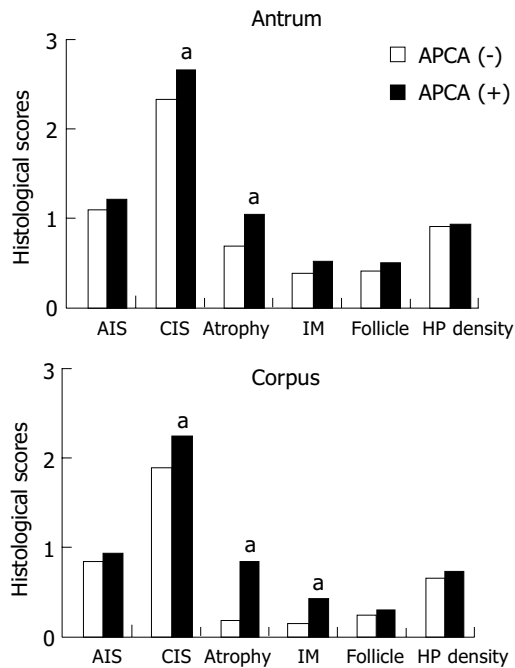 Antrum
3
2
1
0
Histological scores
APCA (-)
APCA (+)
a
a
AIS CIS Atrophy IM Follicle HP density
Corpus
3
2
1
0
Histological scores
a
a
a
AIS CIS Atrophy IM Follicle HP density